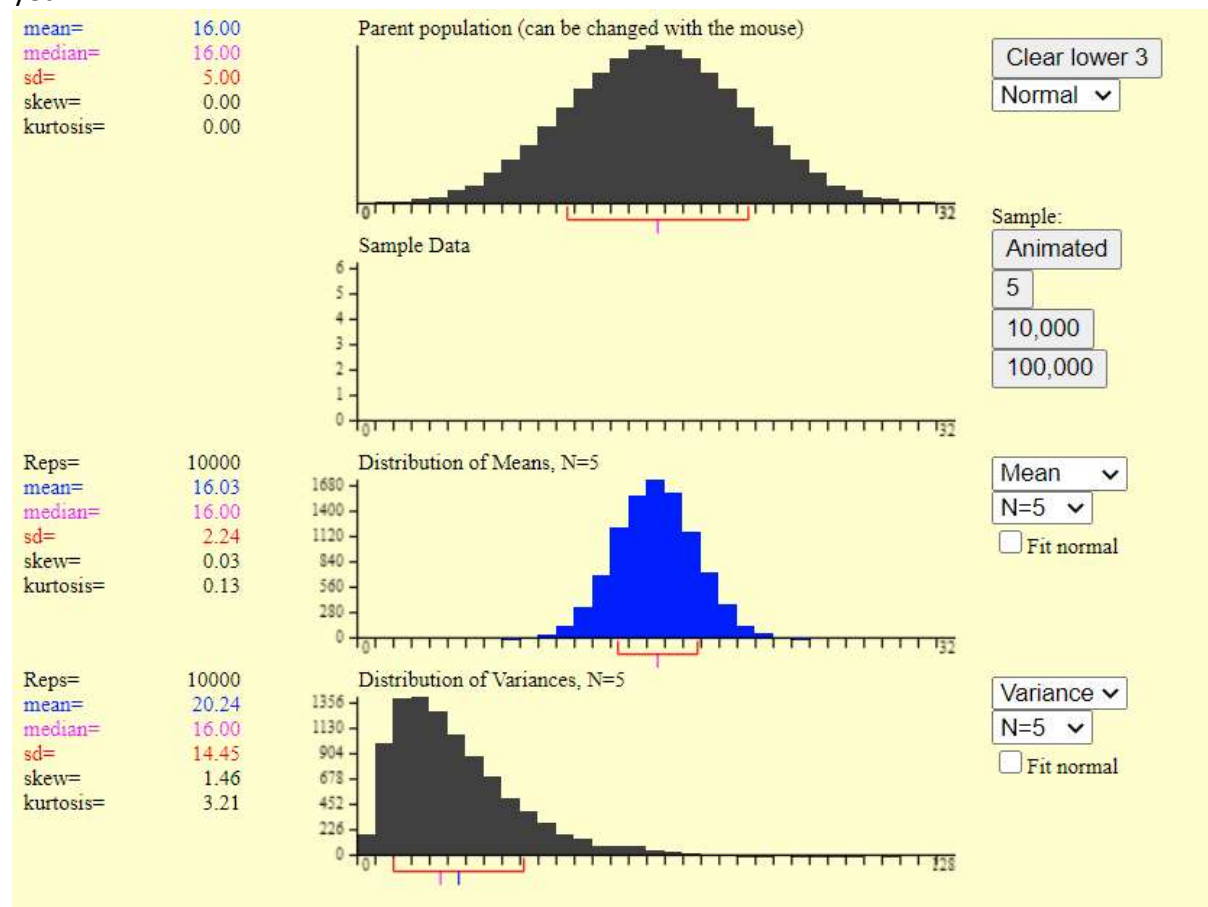 mean= 16.00
median= 16.00
sd= 5.00
skew= 0.00
kurtosis= 0.00
Parent population (can be changed with the mouse)
0 32
Clear lower 3
Normal
Sample Data
6
5
4
3
2
1
0
0 32
Sample:
Animated
5
10,000
100,000
Reps= 10000
mean= 16.03
median= 16.00
sd= 2.24
skew= 0.03
kurtosis= 0.13
Distribution of Means, N=5
1680
1400
1120
840
560
280
0
0 32
Mean
N=5
Fit normal
Reps= 10000
mean= 20.24
median= 16.00
sd= 14.45
skew= 1.46
kurtosis= 3.21
Distribution of Variances, N=5
1356
1130
904
678
452
226
0
0 128
Variance
N=5
Fit normal